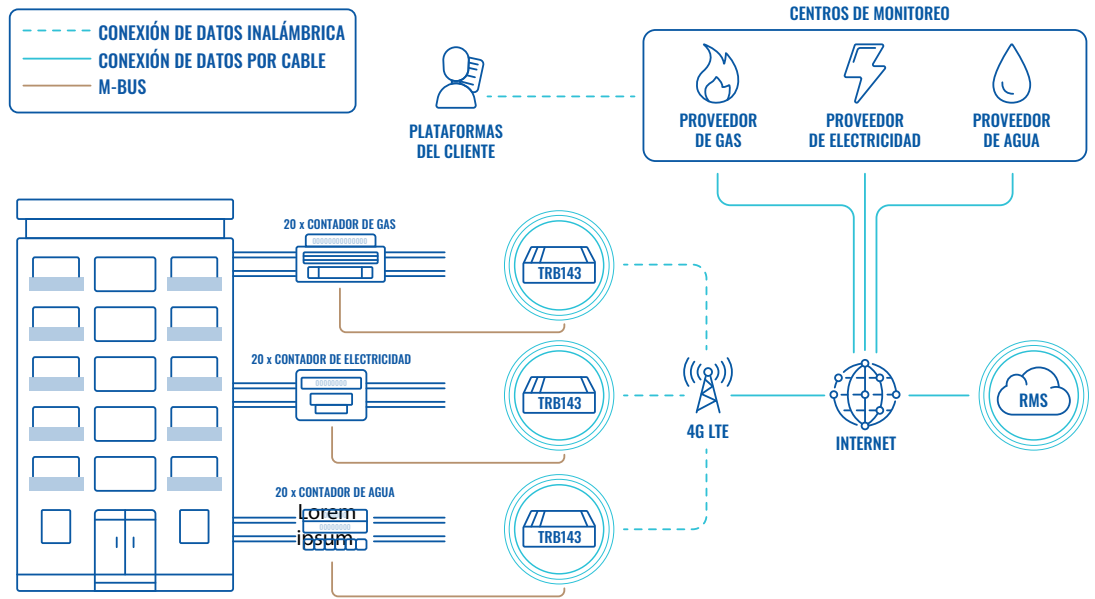 CONEXIÓN DE DATOS INALÁMBRICA
CONEXIÓN DE DATOS POR CABLE
M-BUS
PLATAFORMAS
DEL CLIENTE
CENTROS DE MONITOREO
PROVEEDOR
DE GAS
PROVEEDOR
DE ELECTRICIDAD
PROVEEDOR
DE AGUA
20 x CONTADOR DE GAS
TRB143
20 x CONTADOR DE ELECTRICIDAD
TRB143
4G LTE
INTERNET
RMS
20 x CONTADOR DE AGUA
Lorem
ipsum
TRB143